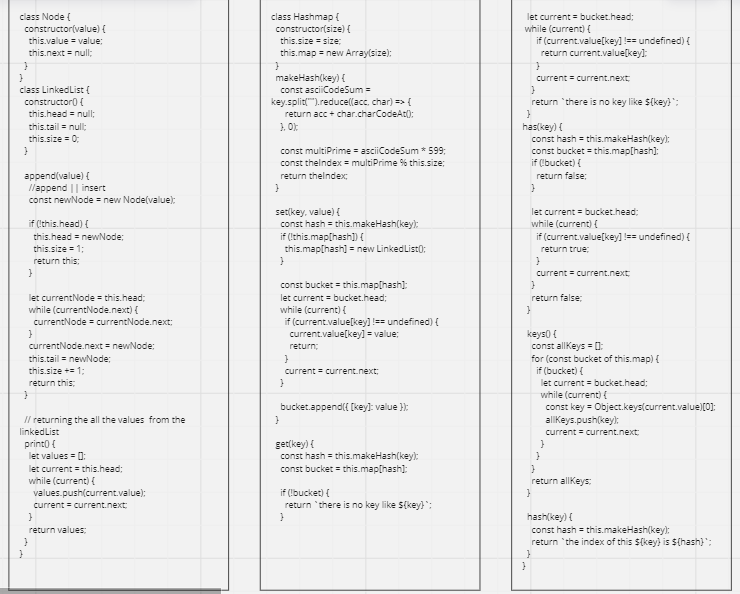 class Node {
constructor(value) {
this.value = value;
this.next = null;
}
}
class LinkedList {
constructor() {
this.head = null;
this.tail = null;
this.size = 0;
}
append(value) {
//append || insert
const newNode = new Node(value);
if (!this.head) {
this.head = newNode;
this.size = 1;
return this;
}
let currentNode = this.head;
while (currentNode.next) {
currentNode = currentNode.next;
}
currentNode.next = newNode;
this.tail = newNode;
this.size += 1;
return this;
}
// returning the all the values from the
linkedList
print() {
let values = [];
let current = this.head;
while (current) {
values.push(current.value);
current = current.next;
}
return values;
}
}
class Hashmap {
constructor(size) {
this.size = size;
this.map = new Array(size);
}
makeHash(key) {
const asciiCodeSum =
key.split("").reduce((acc, char) => {
return acc + char.charCodeAt();
}, 0);
const multiPrime = asciiCodeSum * 599;
const theIndex = multiPrime % this.size;
return theIndex;
}
set(key, value) {
const hash = this.makeHash(key);
if (!this.map[hash]) {
this.map[hash] = new LinkedList();
}
const bucket = this.map[hash];
let current = bucket.head;
while (current) {
if (current.value[key] !== undefined) {
current.value[key] = value;
return;
}
current = current.next;
}
bucket.append({ [key]: value });
}
get(key) {
const hash = this.makeHash(key);
const bucket = this.map[hash];
if (!bucket) {
return `there is no key like ${key}`;
}
let current = bucket.head;
while (current) {
if (current.value[key] !== undefined) {
return current.value[key];
}
current = current.next;
}
return `there is no key like ${key}`;
}
has(key) {
const hash = this.makeHash(key);
const bucket = this.map[hash];
if (!bucket) {
return false;
}
let current = bucket.head;
while (current) {
if (current.value[key] !== undefined) {
return true;
}
current = current.next;
}
return false;
}
keys() {
const allKeys = [];
for (const bucket of this.map) {
if (bucket) {
let current = bucket.head;
while (current) {
const key = Object.keys(current.value)[0];
allKeys.push(key);
current = current.next;
}
}
}
return allKeys;
}
hash(key) {
const hash = this.makeHash(key);
return `the index of this ${key} is ${hash}`;
}
}